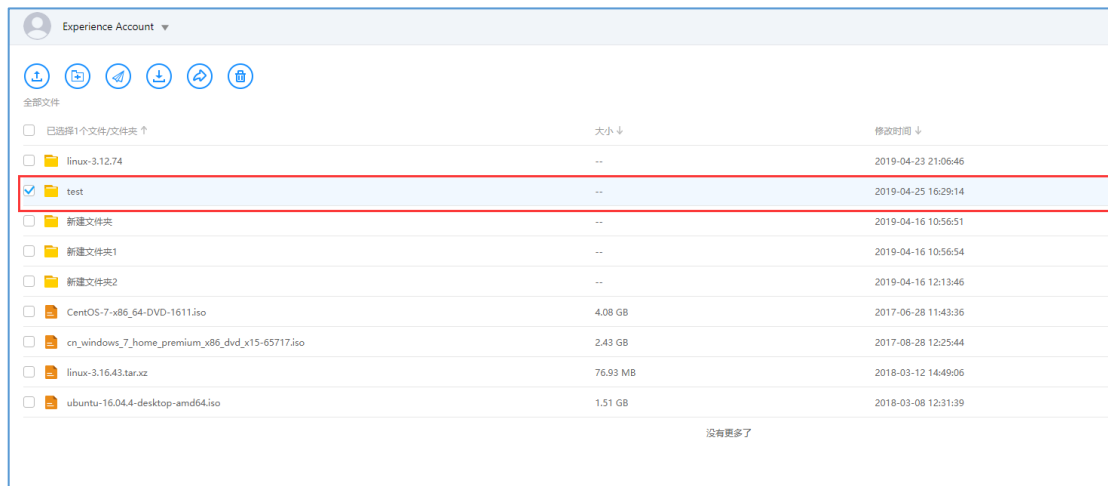 Experience Account
全部文件
已选择1个文件/文件夹 大小 修改时间
linux-3.12.74 -- 2019-04-23 21:06:46
test -- 2019-04-25 16:29:14
新建文件夹 -- 2019-04-16 10:56:51
新建文件夹1 -- 2019-04-16 10:56:54
新建文件夹2 -- 2019-04-16 12:13:46
CentOS-7-x86_64-DVD-1611.iso 4.08 GB 2017-06-28 11:43:36
cn_windows_7_home_premium_x86_dvd_x15-65717.iso 2.43 GB 2017-08-28 12:25:44
linux-3.16.43.tar.xz 76.93 MB 2018-03-12 14:49:06
ubuntu-16.04.4-desktop-amd64.iso 1.51 GB 2018-03-08 12:31:39
没有更多了